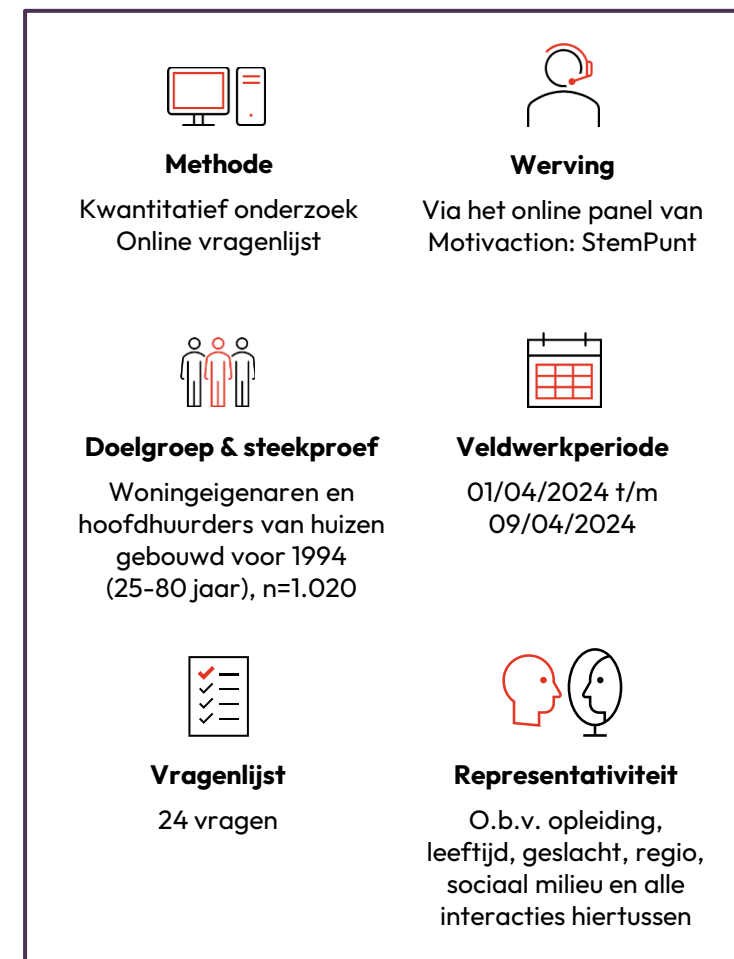 Methode
Kwantitatief onderzoek
Online vragenlijst
Werving
Via het online panel van
Motivaction: StemPunt
Doelgroep & steekproef
Woningeigenaren en
hoofdhuurders van huizen
gebouwd voor 1994
(25-80 jaar), n=1.020
Veldwerkperiode
01/04/2024 t/m
09/04/2024
Vragenlijst
24 vragen
Representativiteit
O.b.v. opleiding,
leeftijd, geslacht, regio,
sociaal milieu en alle
interacties hiertussen